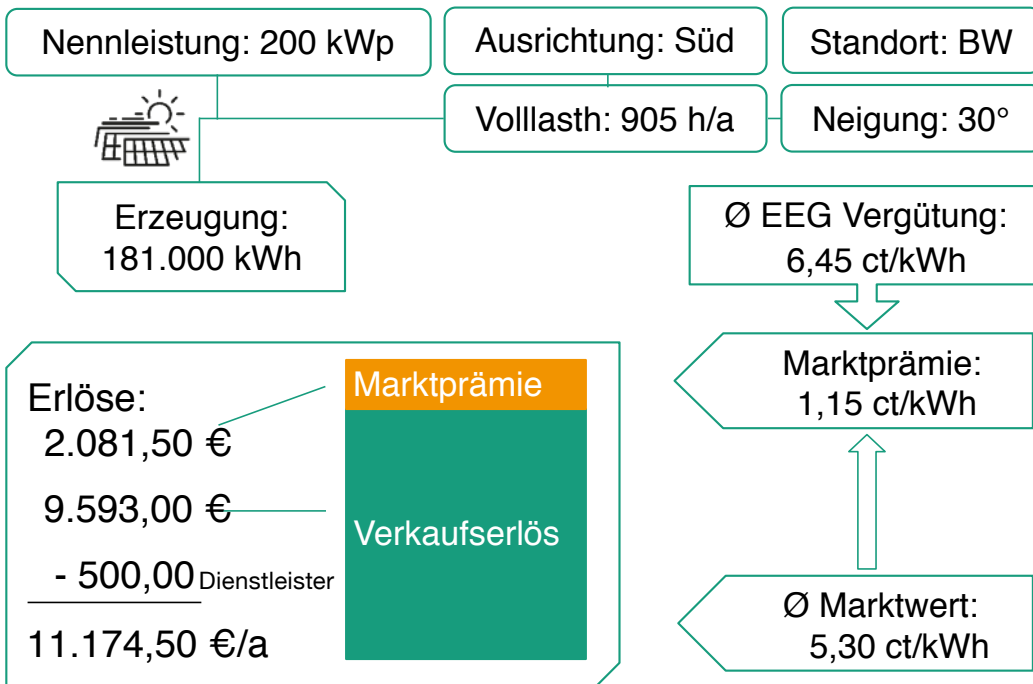 Nennleistung: 200 kWp
Ausrichtung: Süd
Standort: BW
Volllasth: 905 h/a
Neigung: 30°
Erzeugung:
181.000 kWh
Ø EEG Vergütung:
6,45 ct/kWh
Marktprämie:
1,15 ct/kWh
Ø Marktwert:
5,30 ct/kWh
Erlöse:
2.081,50 €
9.593,00 €
- 500,00 Dienstleister
11.174,50 €/a
Marktprämie
Verkaufserlös